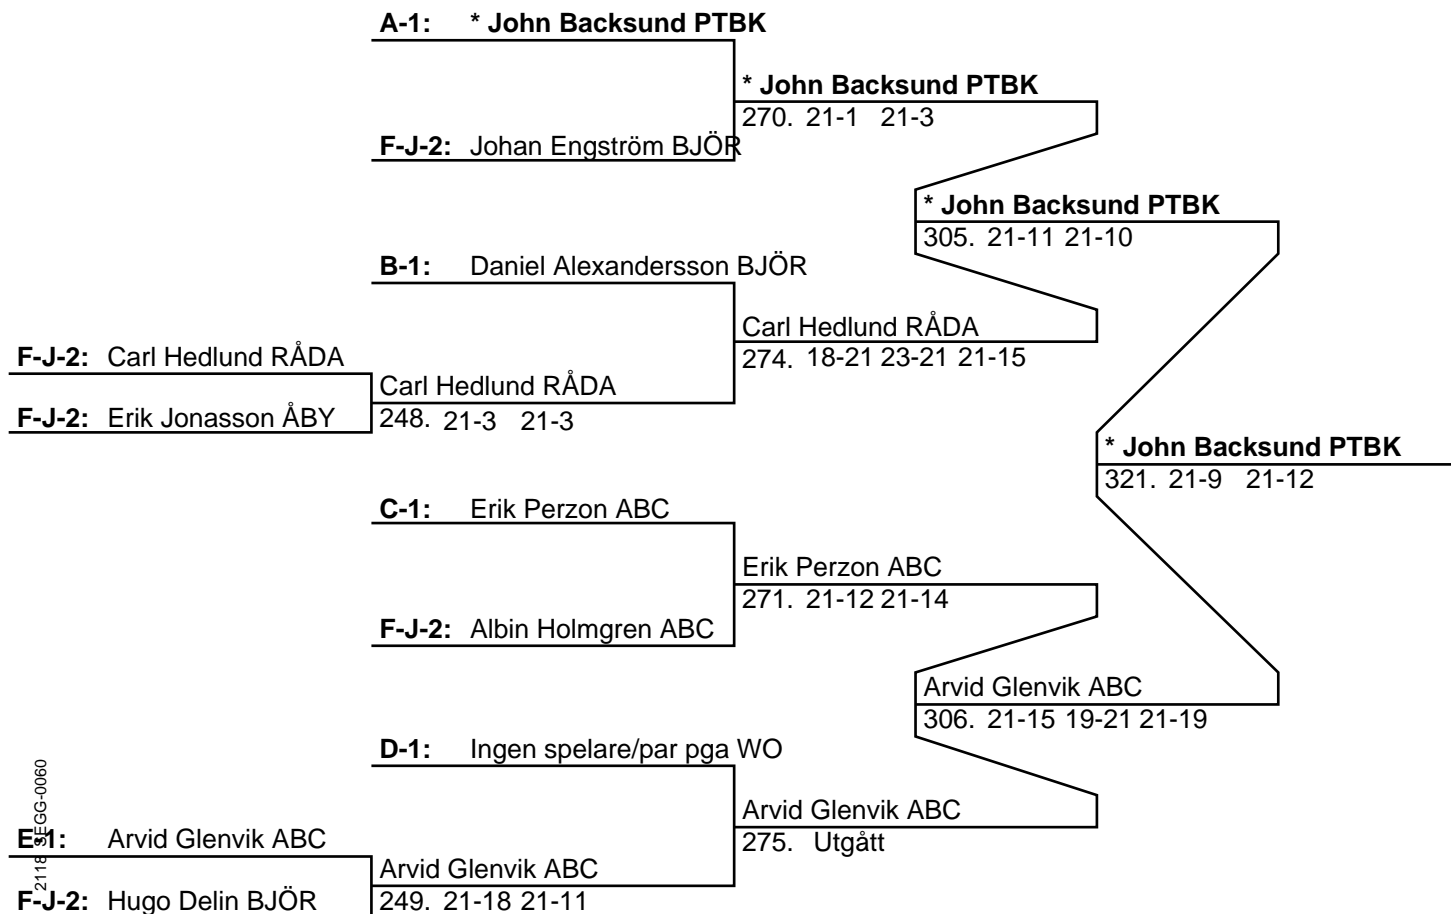 A-1: * John Backsund PTBK
* John Backsund PTBK
270. 21-1 21-3
F-J-2: Johan Engström BJÖR
* John Backsund PTBK
305. 21-11 21-10
B-1: Daniel Alexandersson BJÖR
Carl Hedlund RÅDA
274. 18-21 23-21 21-15
F-J-2: Carl Hedlund RÅDA
Carl Hedlund RÅDA
248. 21-3 21-3
F-J-2: Erik Jonasson ÅBY
* John Backsund PTBK
321. 21-9 21-12
C-1: Erik Perzon ABC
Erik Perzon ABC
271. 21-12 21-14
F-J-2: Albin Holmgren ABC
Arvid Glenvik ABC
306. 21-15 19-21 21-19
D-1: Ingen spelare/par pga WO
Arvid Glenvik ABC
275. Utgått
E-1: Arvid Glenvik ABC
Arvid Glenvik ABC
249. 21-18 21-11
F-J-2: Hugo Delin BJÖR
2118 SEGG-0060